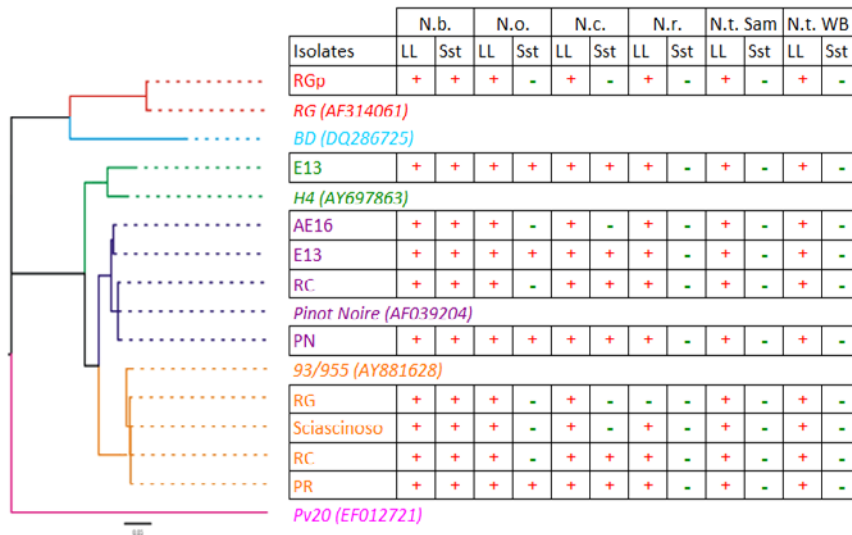 N.b. N.o. N.c. N.r. N.t. Sam N.t. WB
Isolates LL Sst LL Sst LL Sst LL Sst LL Sst LL Sst
RGp + + + - + - + - + - + -
RG (AF314061)
BD (DQ286725)
E13 + + + + + + + - + - + -
H4 (AY697863)
AE16 + + + - + - + - + - + -
E13 + + + + + + + - + - + -
RC + + + - + + + - + - + -
Pinot Noire (AF039204)
PN + + + + + + + - + - + -
93/955 (AY881628)
RG + + + - + - - - + - + -
Sciascinoso + + + - + - + - + - + -
RC + + + - + + + - + - + -
PR + + + + + + + - + - + -
Pv20 (EF012721)